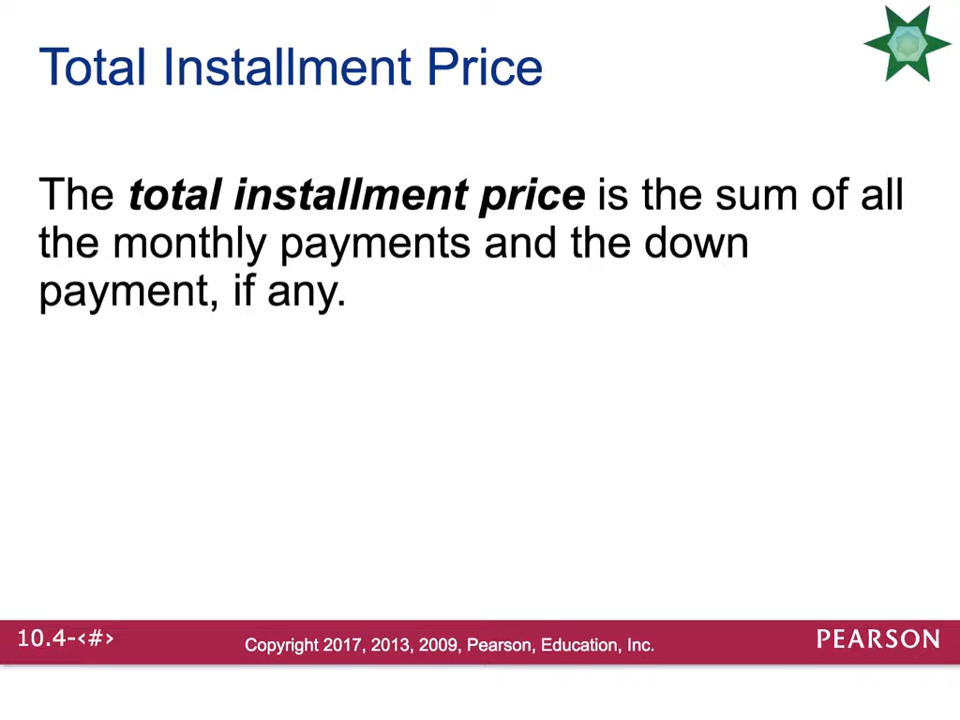 Total Installment Price
The total installment price is the sum of all
the monthly payments and the down
payment, if any.
10.4-‹#›
Copyright 2017, 2013, 2009, Pearson, Education, Inc.
PEARSON